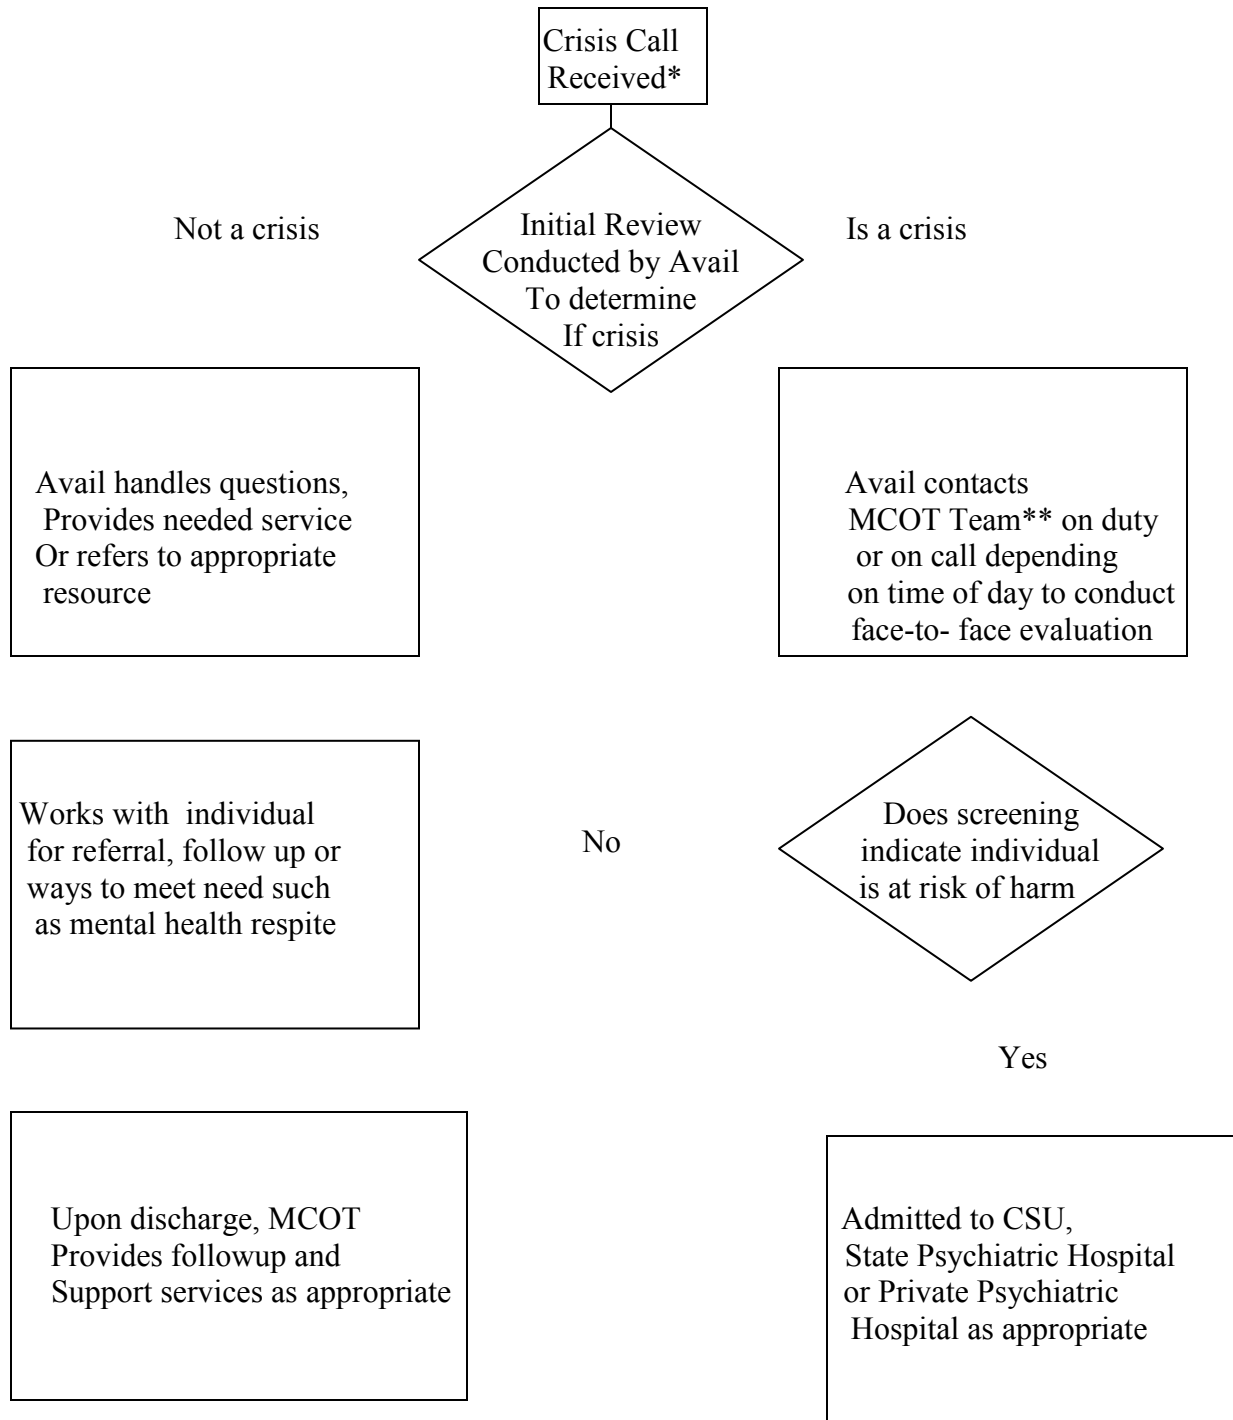 Crisis Call
Received*
Not a crisis
Is a crisis
Initial Review
Conducted by Avail
To determine
If crisis
Avail handles questions,
Provides needed service
Or refers to appropriate
resource
Avail contacts
MCOT Team** on duty
or on call depending
on time of day to conduct
face-to- face evaluation
Works with individual
for referral, follow up or
ways to meet need such
as mental health respite
No
Does screening
indicate individual
is at risk of harm
Yes
Upon discharge, MCOT
Provides followup and
Support services as appropriate
Admitted to CSU,
State Psychiatric Hospital
or Private Psychiatric
Hospital as appropriate